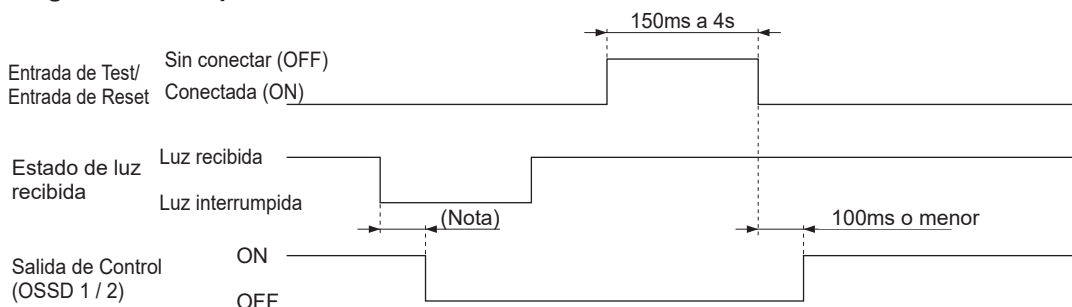 150ms a 4s
Entrada de Test/
Entrada de Reset
Sin conectar (OFF)
Conectada (ON)
Estado de luz
recibida
Luz recibida
Luz interrumpida
(Nota)
100ms o menor
Salida de Control
(OSSD 1 / 2)
ON
OFF